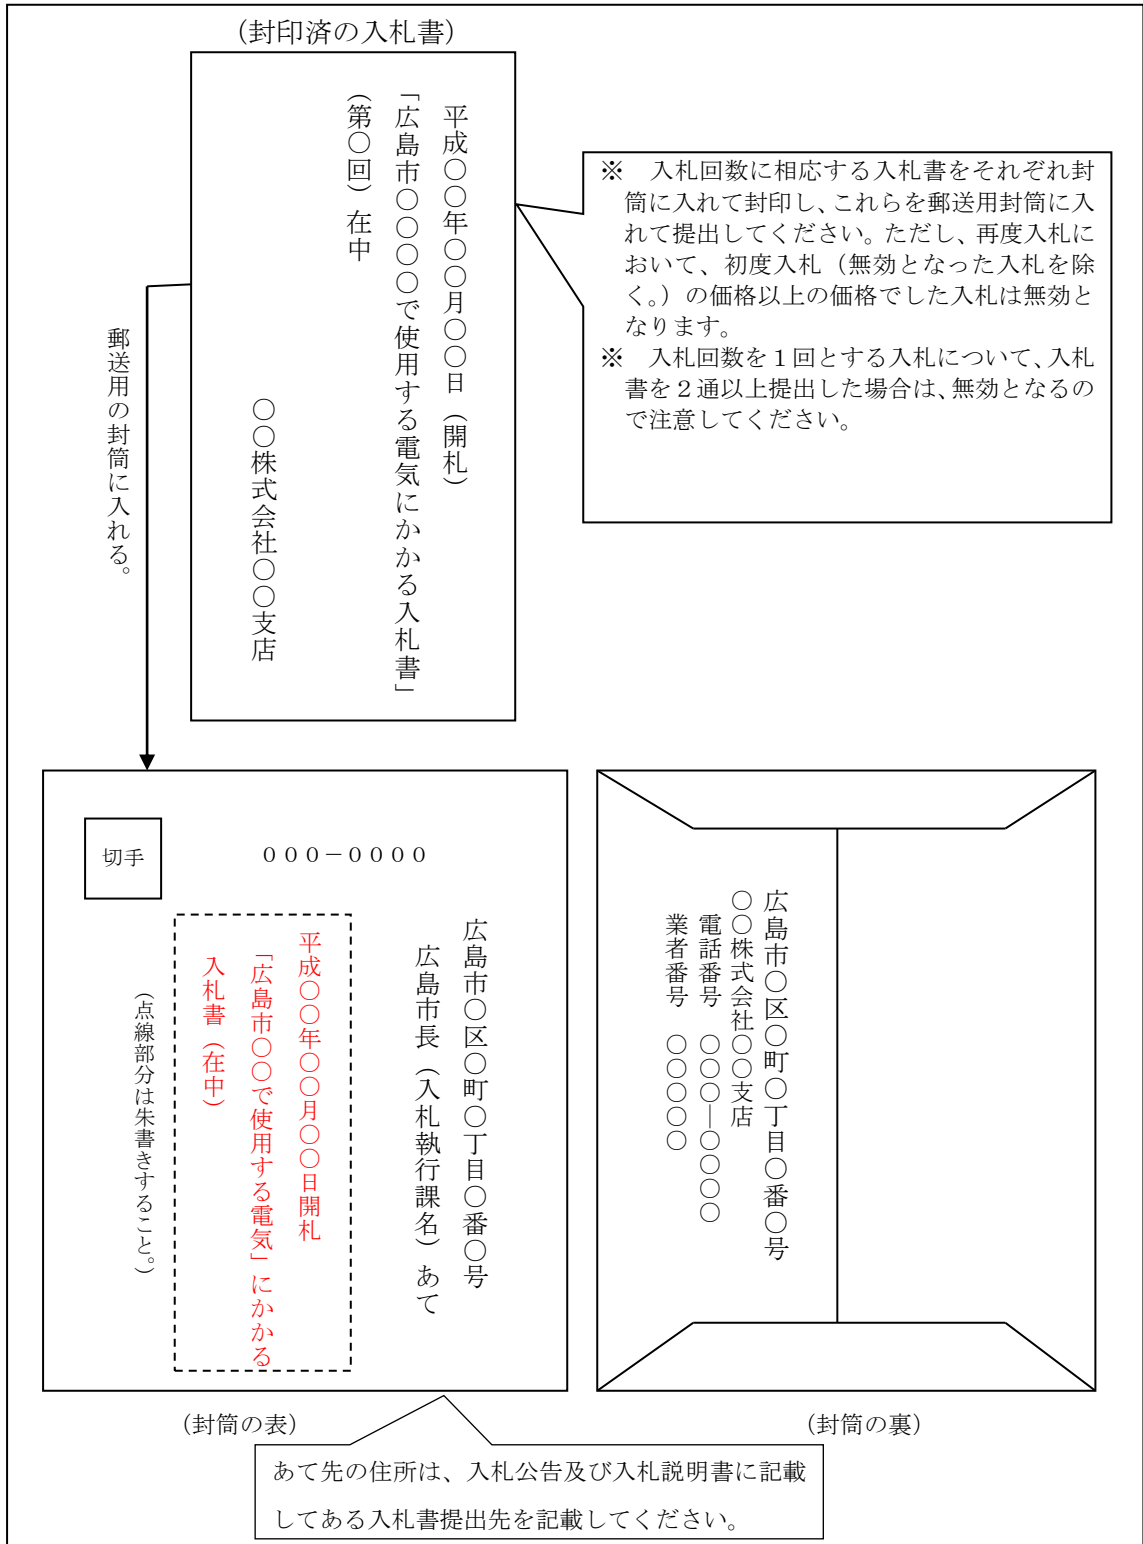 （封印済の入札書）
平成〇〇年〇〇月〇〇日（開札）
「広島市〇〇〇〇で使用する電気にかかる入札書」
（第〇回）在中
〇〇株式会社〇〇支店
※　入札回数に相応する入札書をそれぞれ封
筒に入れて封印し、これらを郵送用封筒に入
れて提出してください。ただし、再度入札に
おいて、初度入札（無効となった入札を除
く。）の価格以上の価格でした入札は無効と
なります。
※　入札回数を１回とする入札について、入札
書を２通以上提出した場合は、無効となるの
で注意してください。
郵送用の封筒に入れる。
切手
０００－００００
広島市〇区〇町〇丁目〇番〇号
広島市長（入札執行課名）あて
平成〇〇年〇〇月〇〇日開札
「広島市〇〇で使用する電気」にかかる
入札書（在中）
（点線部分は朱書きすること。）
（封筒の表）
広島市〇区〇町〇丁目〇番〇号
〇〇株式会社〇〇支店
電話番号　〇〇〇―〇〇〇〇
業者番号　〇〇〇〇〇
（封筒の裏）
あて先の住所は、入札公告及び入札説明書に記載
してある入札書提出先を記載してください。